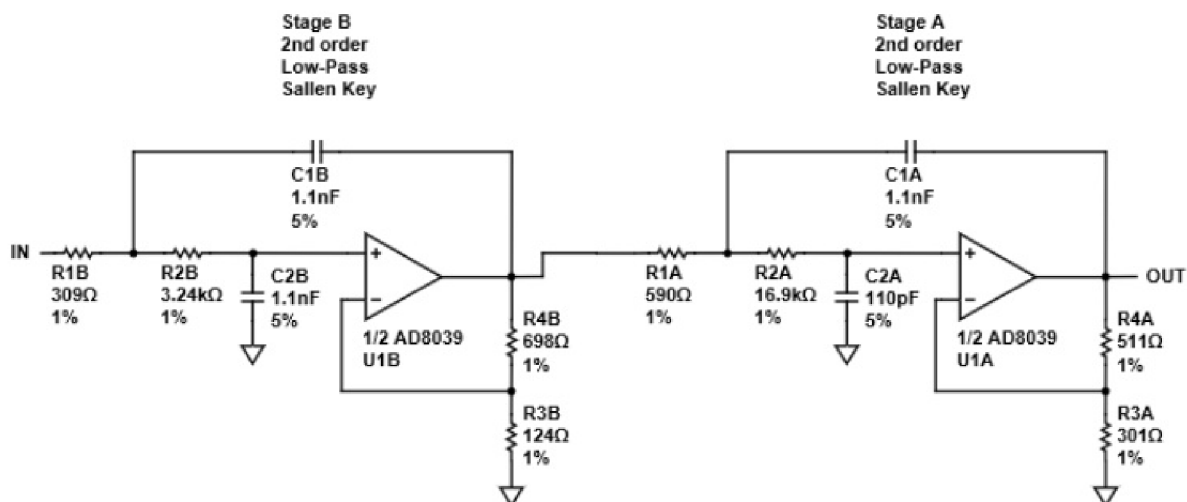 Stage B
2nd order
Low-Pass
Sallen Key
Stage A
2nd order
Low-Pass
Sallen Key
C1B
1.1nF
5%
C1A
1.1nF
5%
IN
R1B
309Ω
1%
R2B
3.24kΩ
1%
C2B
1.1nF
5%
+
−
1/2 AD8039
U1B
R4B
698Ω
1%
R3B
124Ω
1%
R1A
590Ω
1%
R2A
16.9kΩ
1%
C2A
110pF
5%
+
−
1/2 AD8039
U1A
OUT
R4A
511Ω
1%
R3A
301Ω
1%